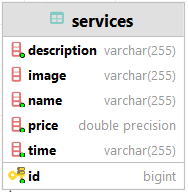 services
description varchar(255)
image varchar(255)
name varchar(255)
price double precision
time varchar(255)
id bigint